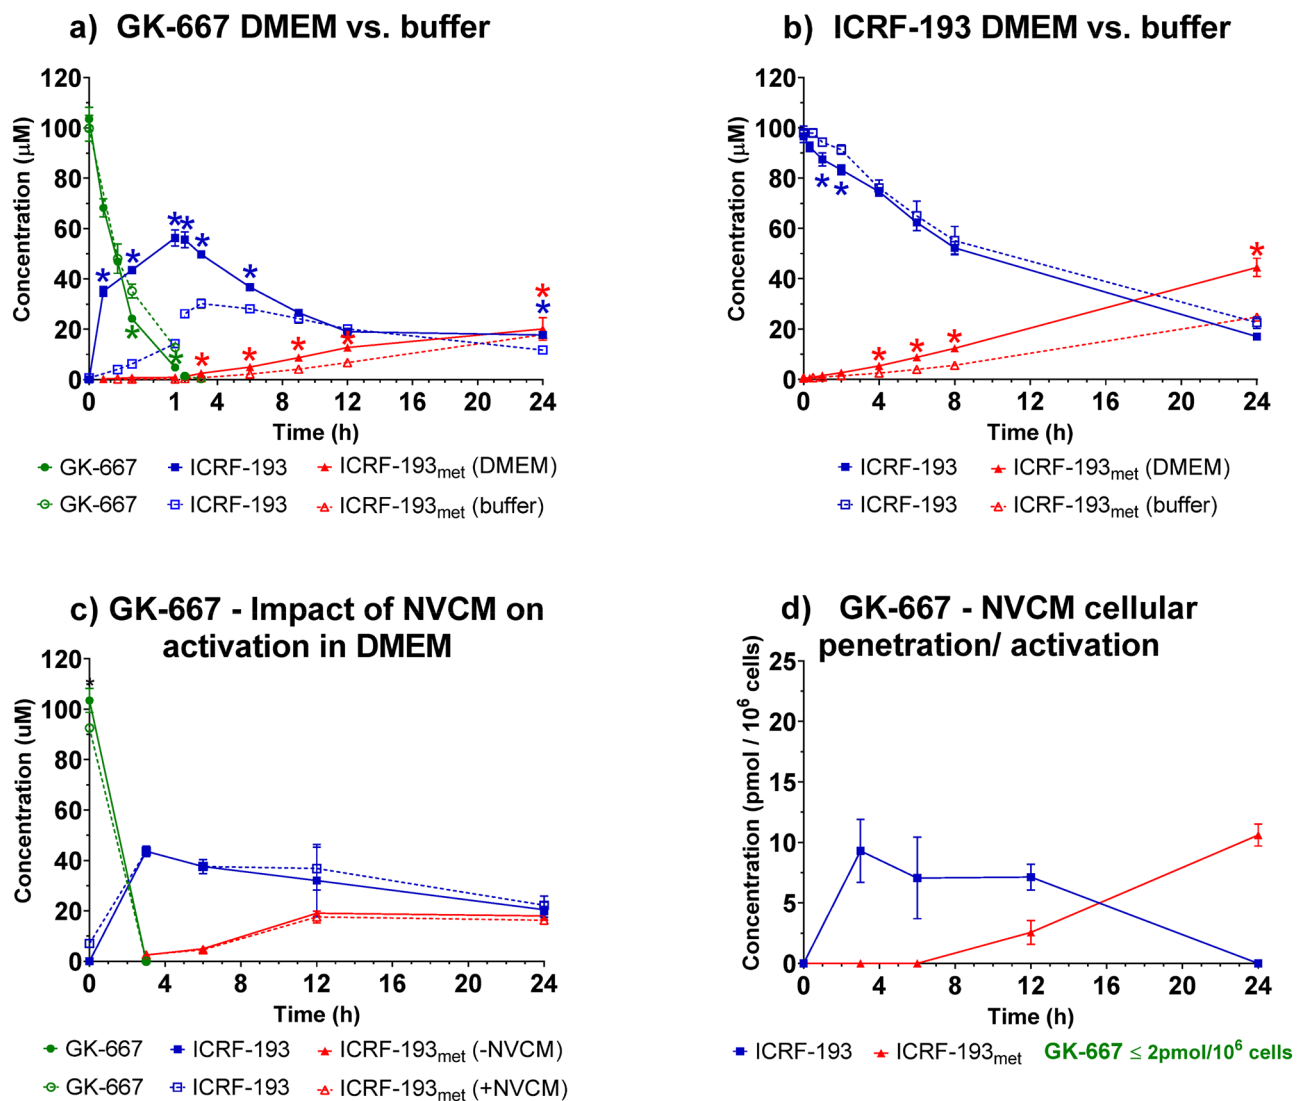 a) GK-667 DMEM vs. buffer
Concentration (µM)
120
100
80
60
40
20
0
0 1 4 8 12 16 20 24
Time (h)
GK-667 ICRF-193 ICRF-193met (DMEM)
GK-667 ICRF-193 ICRF-193met (buffer)
b) ICRF-193 DMEM vs. buffer
Concentration (µM)
120
100
80
60
40
20
0
0 4 8 12 16 20 24
Time (h)
ICRF-193 ICRF-193met (DMEM)
ICRF-193 ICRF-193met (buffer)
c) GK-667 - Impact of NVCM on
activation in DMEM
Concentration (uM)
120
100
80
60
40
20
0
*
0 4 8 12 16 20 24
Time (h)
GK-667 ICRF-193 ICRF-193met (-NVCM)
GK-667 ICRF-193 ICRF-193met (+NVCM)
d) GK-667 - NVCM cellular
penetration/ activation
Concentration (pmol / 10⁶ cells)
25
20
15
10
5
0
0 4 8 12 16 20 24
Time (h)
ICRF-193 ICRF-193met GK-667 ≤ 2pmol/10⁶ cells